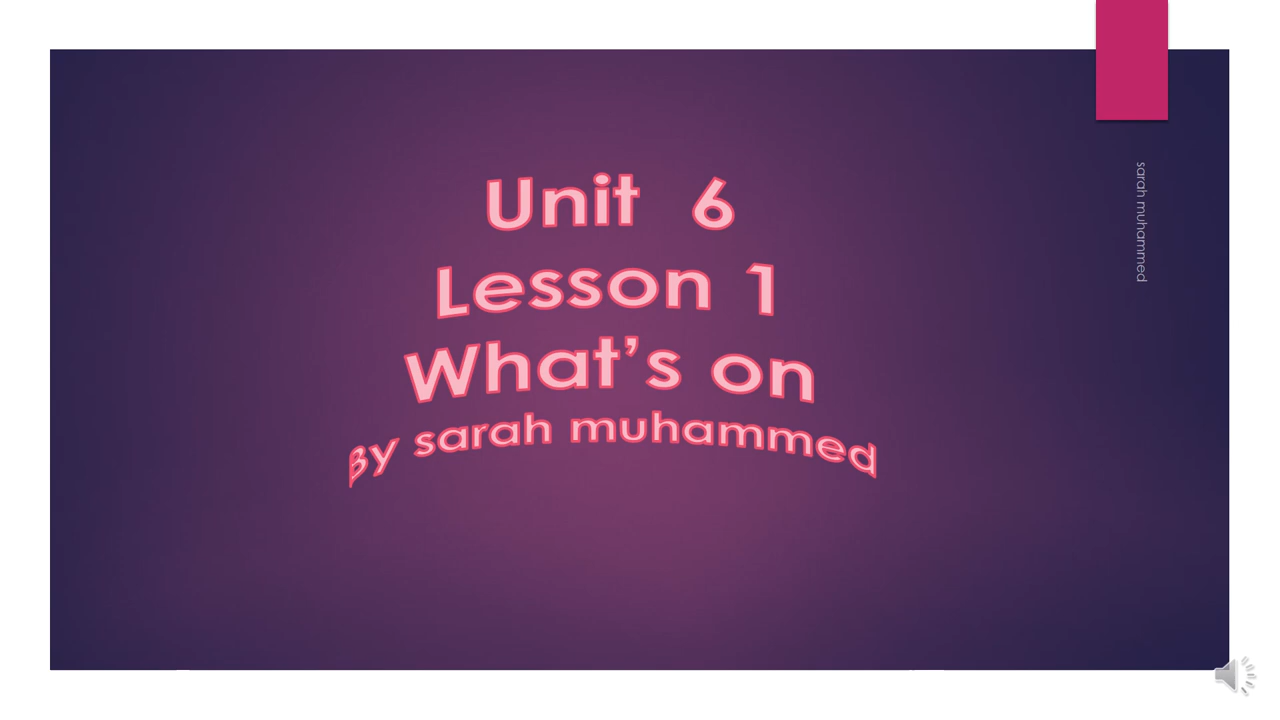 Unit 6
Lesson 1
What’s on
By sarah muhammed
sarah muhammed